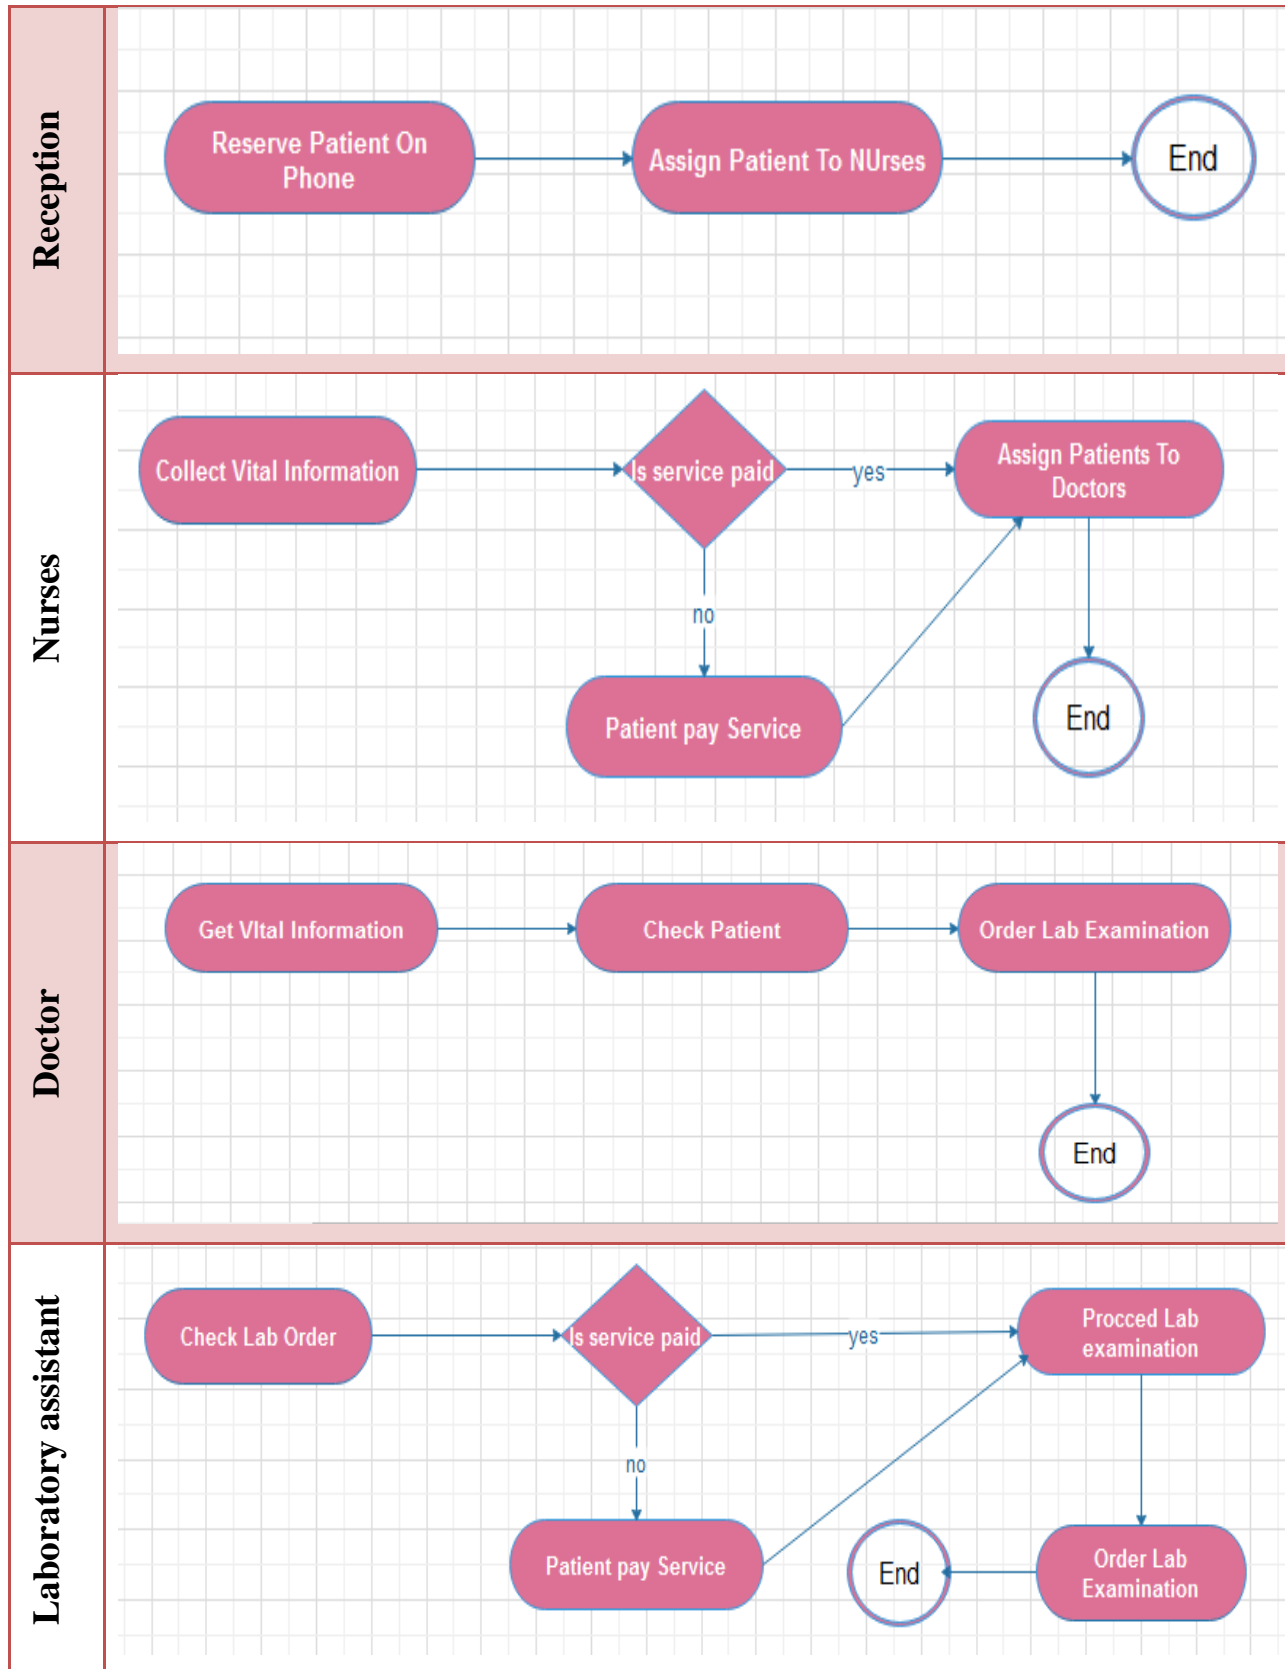 Reception
Reserve Patient On
Phone
Assign Patient To NUrses
End
Nurses
Collect Vital Information
Is service paid
yes
Assign Patients To
Doctors
no
Patient pay Service
End
Doctor
Get VItal Information
Check Patient
Order Lab Examination
End
Laboratory assistant
Check Lab Order
Is service paid
yes
Procced Lab
examination
no
Patient pay Service
End
Order Lab
Examination